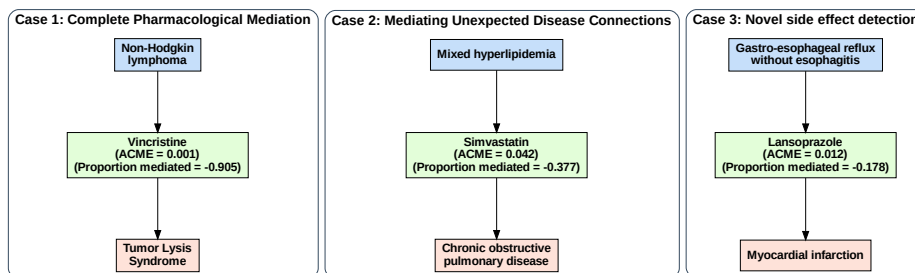 Case 1: Complete Pharmacological Mediation
Non-Hodgkin
lymphoma
Vincristine
(ACME = 0.001)
(Proportion mediated = -0.905)
Tumor Lysis
Syndrome
Case 2: Mediating Unexpected Disease Connections
Mixed hyperlipidemia
Simvastatin
(ACME = 0.042)
(Proportion mediated = -0.377)
Chronic obstructive
pulmonary disease
Case 3: Novel side effect detection
Gastro-esophageal reflux
without esophagitis
Lansoprazole
(ACME = 0.012)
(Proportion mediated = -0.178)
Myocardial infarction